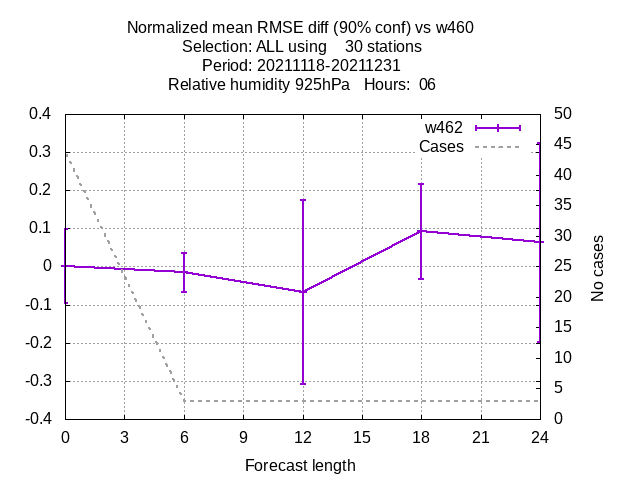 Normalized mean RMSE diff (90% conf) vs w460
Selection: ALL using    30 stations
Period: 20211118-20211231
Relative humidity 925hPa   Hours:  06
w462
Cases
0.4
0.3
0.2
0.1
0
-0.1
-0.2
-0.3
-0.4
50
45
40
35
30
25
20
15
10
5
0
No cases
0 3 6 9 12 15 18 21 24
Forecast length